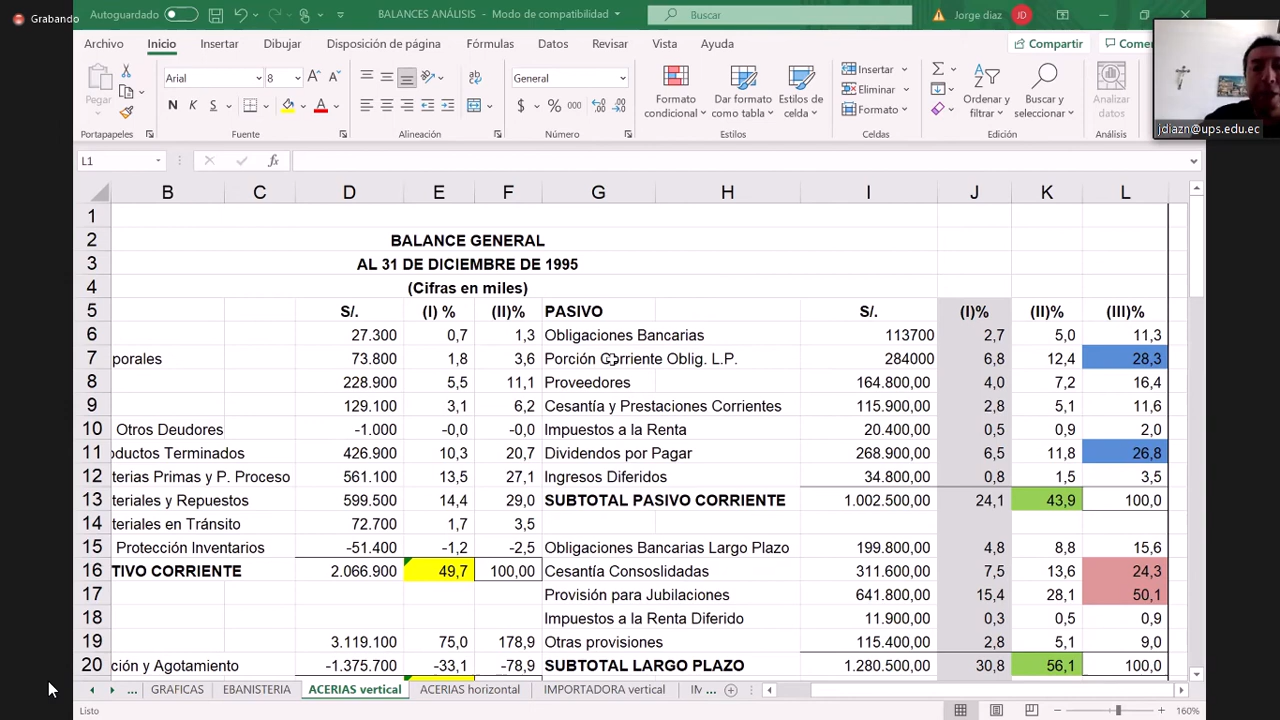 Grabando
Autoguardado
BALANCES ANÁLISIS - Modo de compatibilidad
Buscar
Jorge diaz
JD
Archivo Inicio Insertar Dibujar Disposición de página Fórmulas Datos Revisar Vista Ayuda
Compartir
Comer
Pegar
Arial 8
N K S
General
Formato condicional
Dar formato como tabla
Estilos de celda
Insertar
Eliminar
Formato
Ordenar y filtrar
Buscar y seleccionar
Analizar datos
Portapapeles Fuente Alineación Número Estilos Celdas Edición Análisis
jdiazn@ups.edu.ec
L1
B C D E F G H I J K L
1
2 BALANCE GENERAL
3 AL 31 DE DICIEMBRE DE 1995
4 (Cifras en miles)
5 S/. (I) % (II)% PASIVO S/. (I)% (II)% (III)%
6 27.300 0,7 1,3 Obligaciones Bancarias 113700 2,7 5,0 11,3
7 porales 73.800 1,8 3,6 Porción Corriente Oblig. L.P. 284000 6,8 12,4 28,3
8 228.900 5,5 11,1 Proveedores 164.800,00 4,0 7,2 16,4
9 129.100 3,1 6,2 Cesantía y Prestaciones Corrientes 115.900,00 2,8 5,1 11,6
10 Otros Deudores -1.000 -0,0 -0,0 Impuestos a la Renta 20.400,00 0,5 0,9 2,0
11 oductos Terminados 426.900 10,3 20,7 Dividendos por Pagar 268.900,00 6,5 11,8 26,8
12 terias Primas y P. Proceso 561.100 13,5 27,1 Ingresos Diferidos 34.800,00 0,8 1,5 3,5
13 teriales y Repuestos 599.500 14,4 29,0 SUBTOTAL PASIVO CORRIENTE 1.002.500,00 24,1 43,9 100,0
14 teriales en Tránsito 72.700 1,7 3,5
15 Protección Inventarios -51.400 -1,2 -2,5 Obligaciones Bancarias Largo Plazo 199.800,00 4,8 8,8 15,6
16 TIVO CORRIENTE 2.066.900 49,7 100,00 Cesantía Consoslidadas 311.600,00 7,5 13,6 24,3
17 Provisión para Jubilaciones 641.800,00 15,4 28,1 50,1
18 Impuestos a la Renta Diferido 11.900,00 0,3 0,5 0,9
19 3.119.100 75,0 178,9 Otras provisiones 115.400,00 2,8 5,1 9,0
20 ción y Agotamiento -1.375.700 -33,1 -78,9 SUBTOTAL LARGO PLAZO 1.280.500,00 30,8 56,1 100,0
... GRAFICAS EBANISTERIA ACERIAS vertical ACERIAS horizontal IMPORTADORA vertical IN ...
Listo
160%